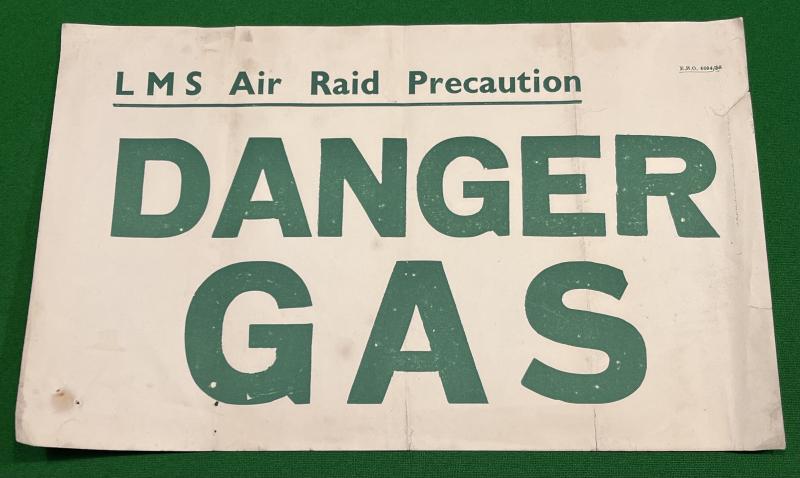 LMS Air Raid Precaution
DANGER
GAS